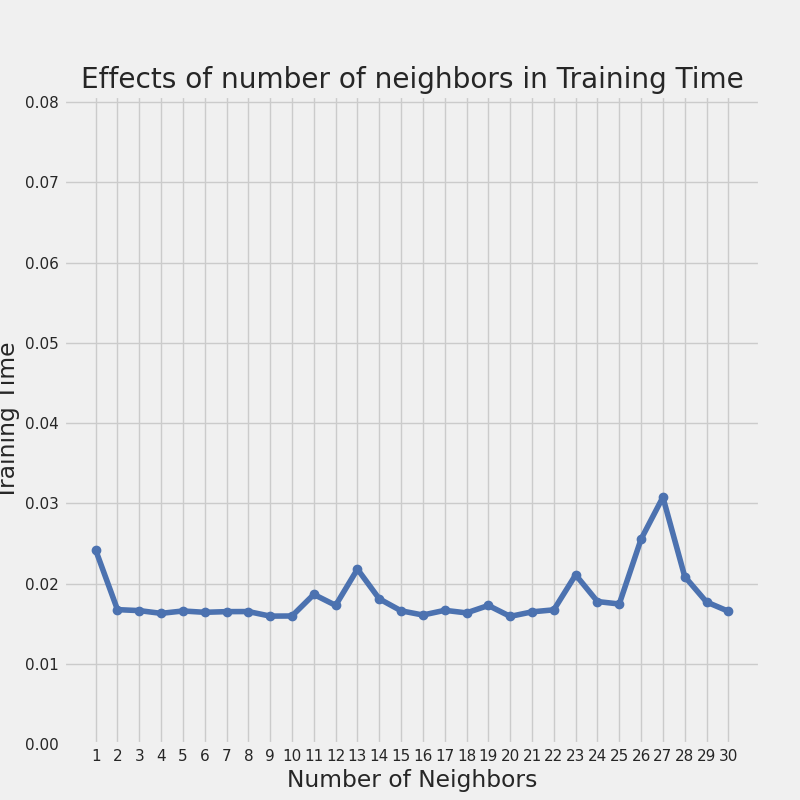 Effects of number of neighbors in Training Time
0.08
0.07
0.06
0.05
0.04
0.03
0.02
0.01
0.00
Training Time
1 2 3 4 5 6 7 8 9 10 11 12 13 14 15 16 17 18 19 20 21 22 23 24 25 26 27 28 29 30
Number of Neighbors